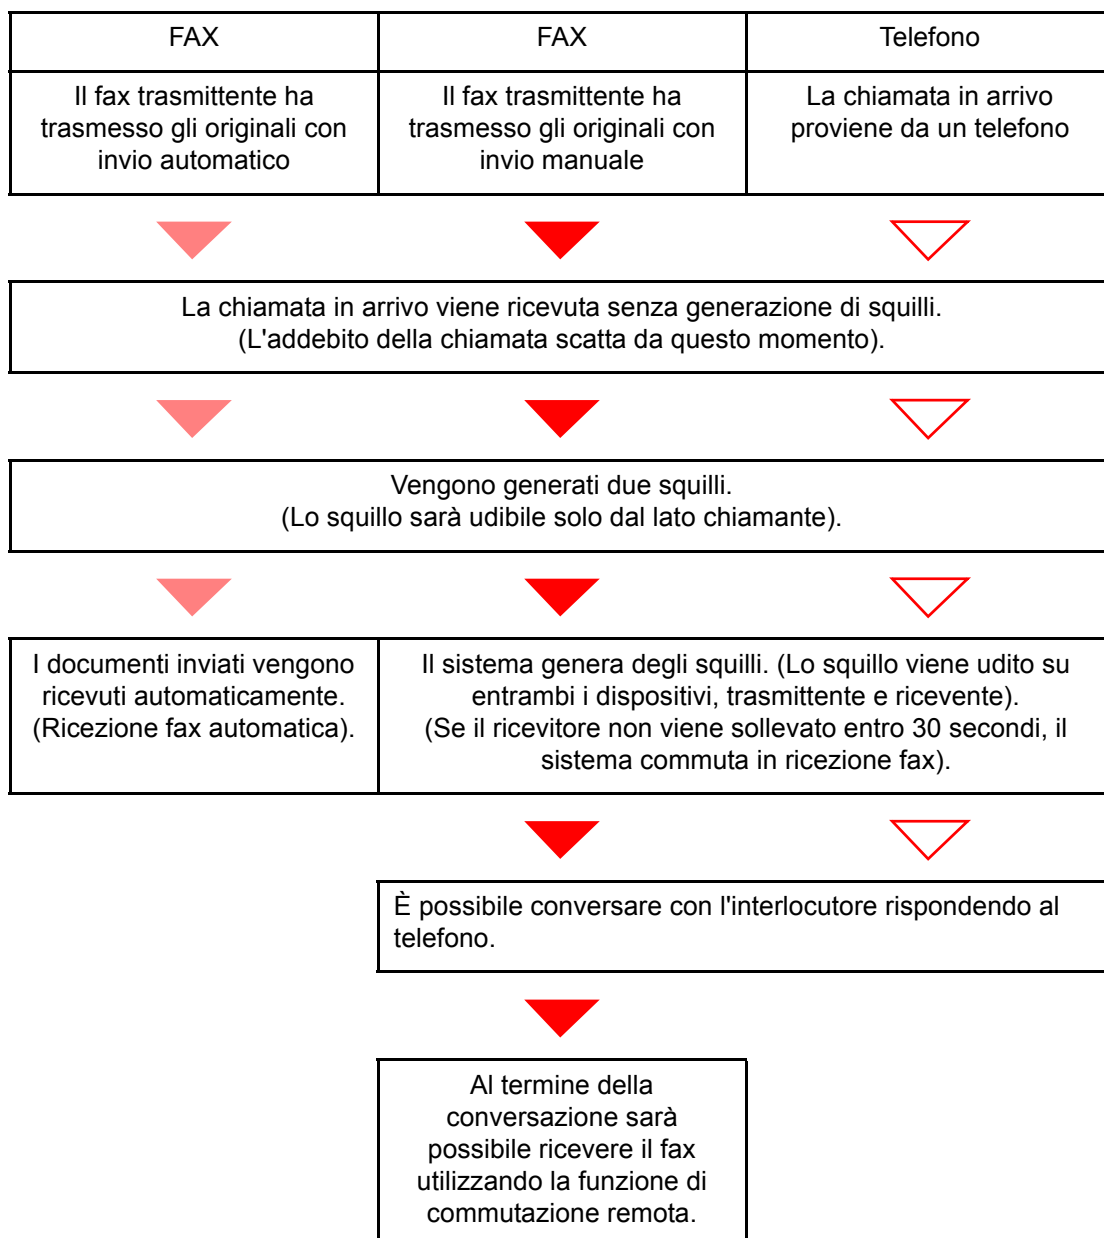 FAX
FAX
Telefono
Il fax trasmittente ha
trasmesso gli originali con
invio automatico
Il fax trasmittente ha
trasmesso gli originali con
invio manuale
La chiamata in arrivo
proviene da un telefono
La chiamata in arrivo viene ricevuta senza generazione di squilli.
(L'addebito della chiamata scatta da questo momento).
Vengono generati due squilli.
(Lo squillo sarà udibile solo dal lato chiamante).
I documenti inviati vengono
ricevuti automaticamente.
(Ricezione fax automatica).
Il sistema genera degli squilli. (Lo squillo viene udito su
entrambi i dispositivi, trasmittente e ricevente).
(Se il ricevitore non viene sollevato entro 30 secondi, il
sistema commuta in ricezione fax).
È possibile conversare con l'interlocutore rispondendo al
telefono.
Al termine della
conversazione sarà
possibile ricevere il fax
utilizzando la funzione di
commutazione remota.